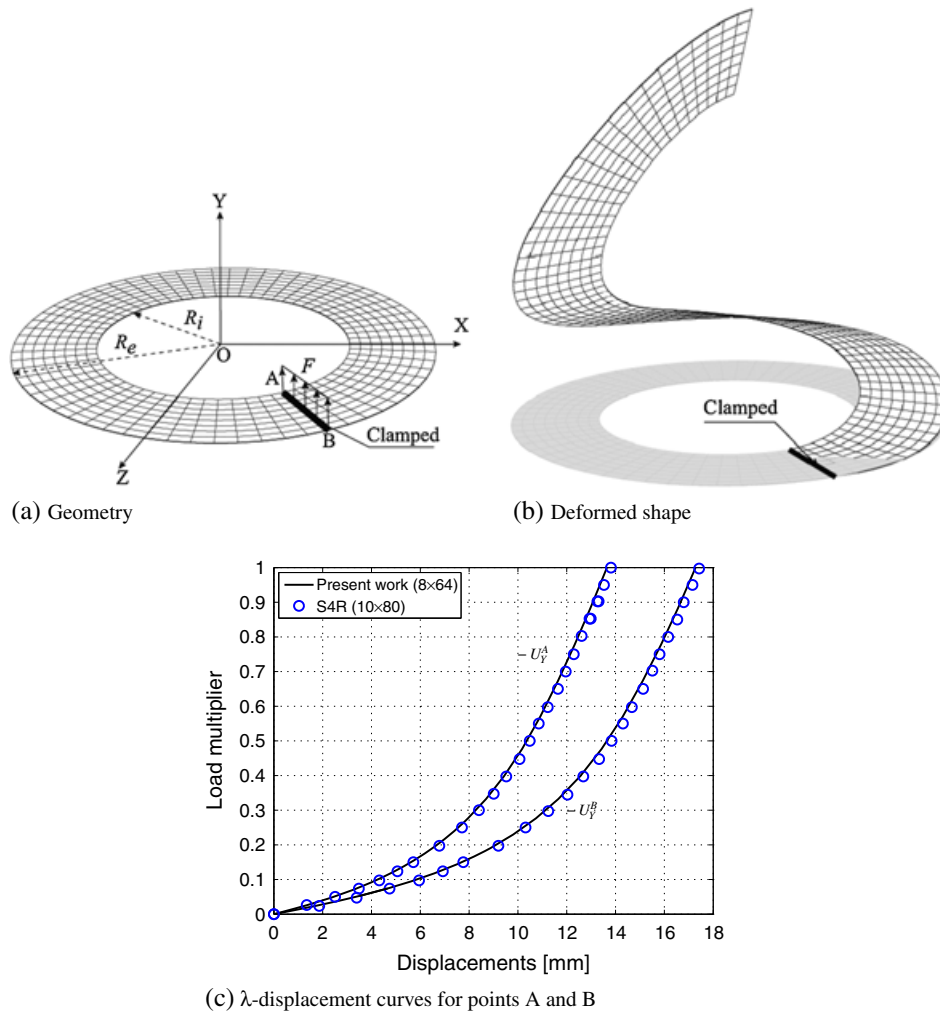 Y
X
Z
O
R_i
R_e
A
F
B
Clamped
(a) Geometry
Clamped
(b) Deformed shape
Load multiplier
1
0.9
0.8
0.7
0.6
0.5
0.4
0.3
0.2
0.1
0
Present work (8×64)
S4R (10×80)
– U_Y^A
– U_Y^B
0 2 4 6 8 10 12 14 16 18
Displacements [mm]
(c) λ-displacement curves for points A and B